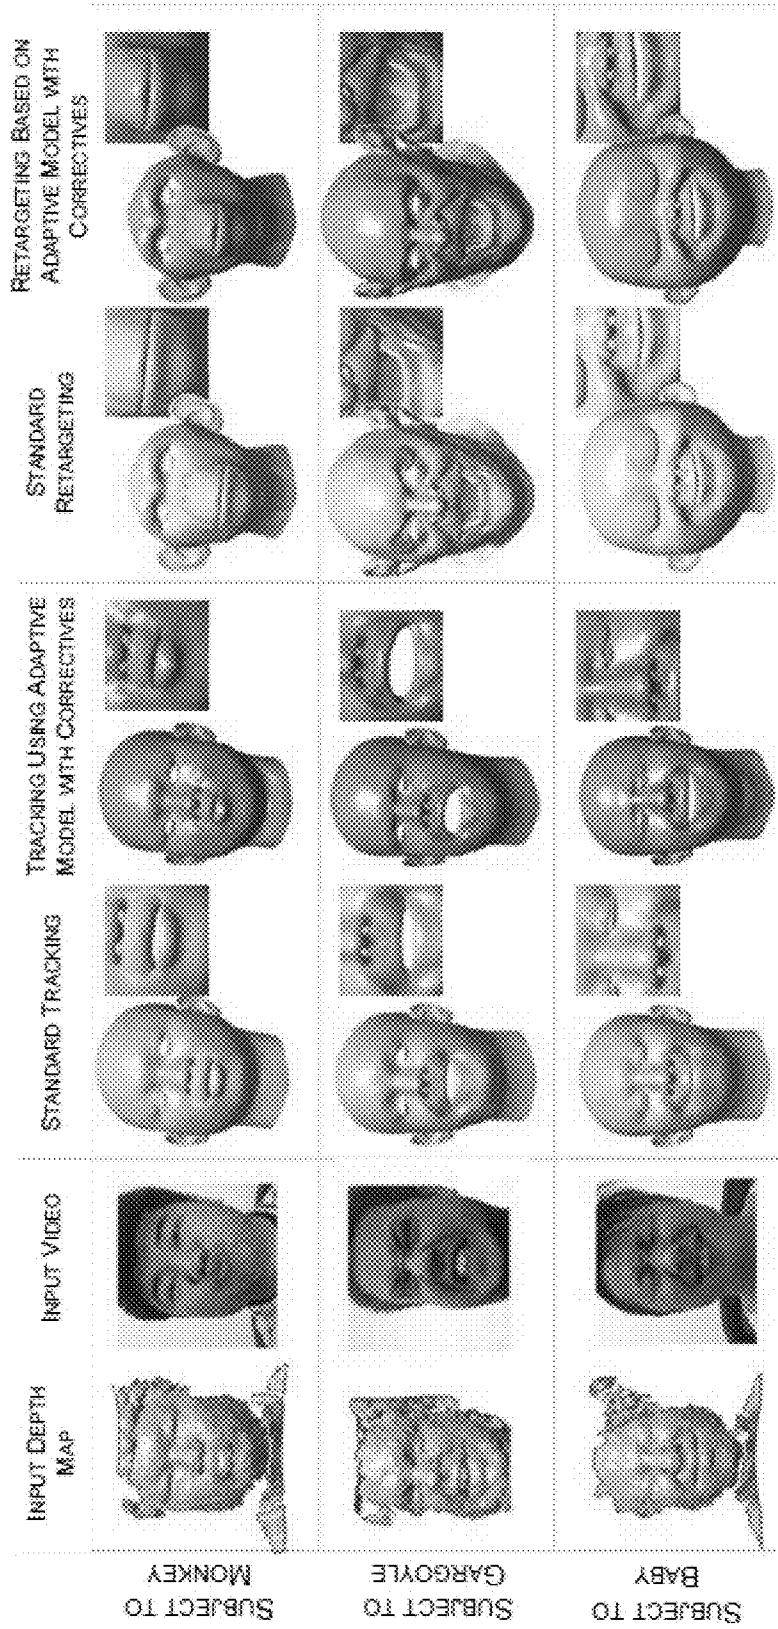 INPUT DEPTH
MAP
INPUT VIDEO
STANDARD TRACKING
TRACKING USING ADAPTIVE
MODEL WITH CORRECTIVES
STANDARD
RETARGETING
RETARGETING BASED ON
ADAPTIVE MODEL WITH
CORRECTIVES
SUBJECT TO
MONKEY
SUBJECT TO
GARGOYLE
SUBJECT TO
BABY